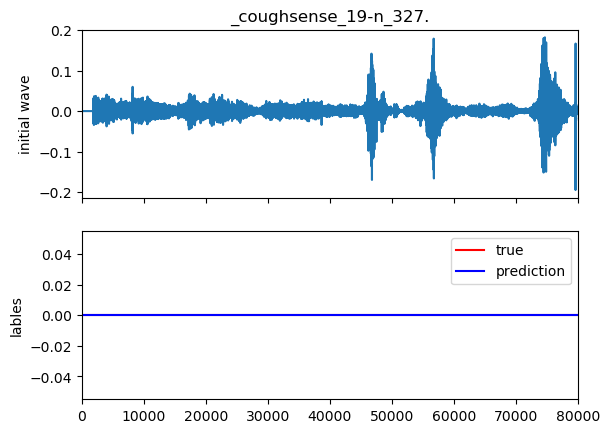 _coughsense_19-n_327.
initial wave
0.2
0.1
0.0
−0.1
−0.2
lables
0.04
0.02
0.00
−0.02
−0.04
true
prediction
0 10000 20000 30000 40000 50000 60000 70000 80000